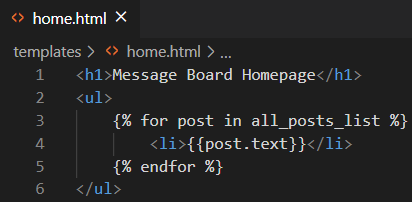 <> home.html ×
templates > <> home.html > ...
1 <h1>Message Board Homepage</h1>
2 <ul>
3     {% for post in all_posts_list %}
4         <li>{{post.text}}</li>
5     {% endfor %}
6 </ul>